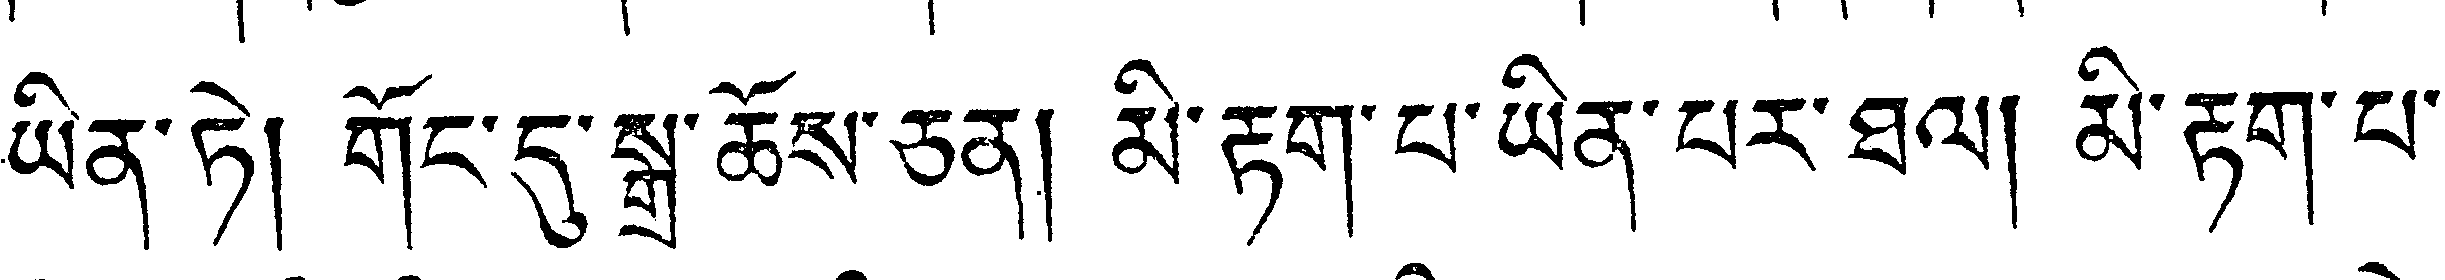 ཡིན་ཏེ། གོང་དུ་སྒྲ་ཆོས་ཅན། མི་རྟག་པ་ཡིན་པར་ཐལ། མི་རྟག་པ་